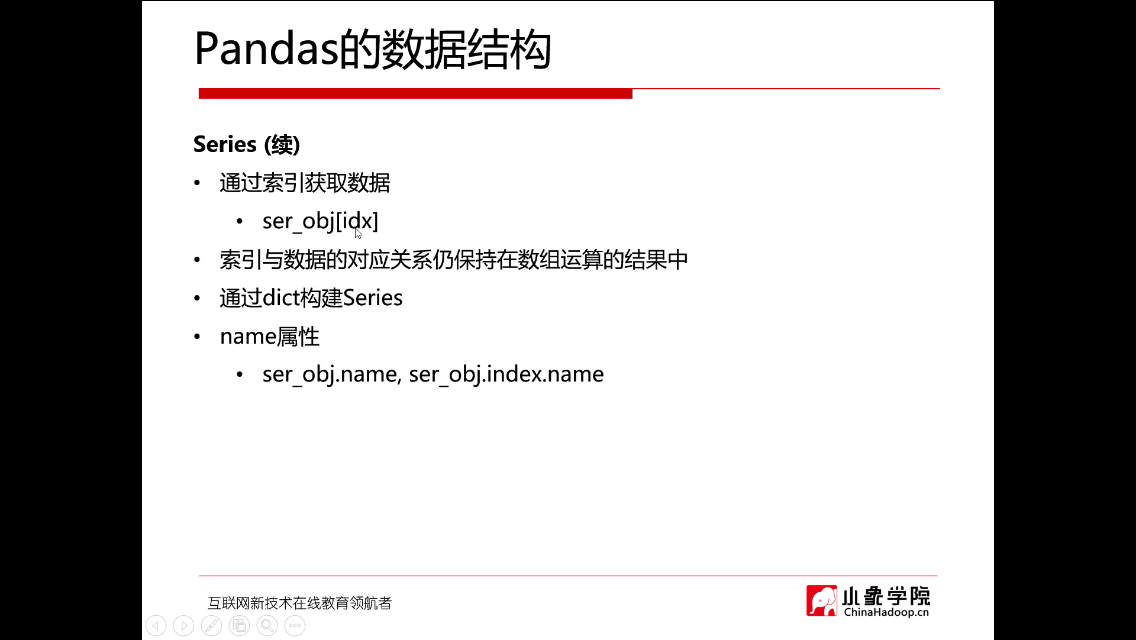 Pandas的数据结构
Series (续)
• 通过索引获取数据
• ser_obj[idx]
• 索引与数据的对应关系仍保持在数组运算的结果中
• 通过dict构建Series
• name属性
• ser_obj.name, ser_obj.index.name
互联网新技术在线教育领航者
小象学院
ChinaHadoop.cn